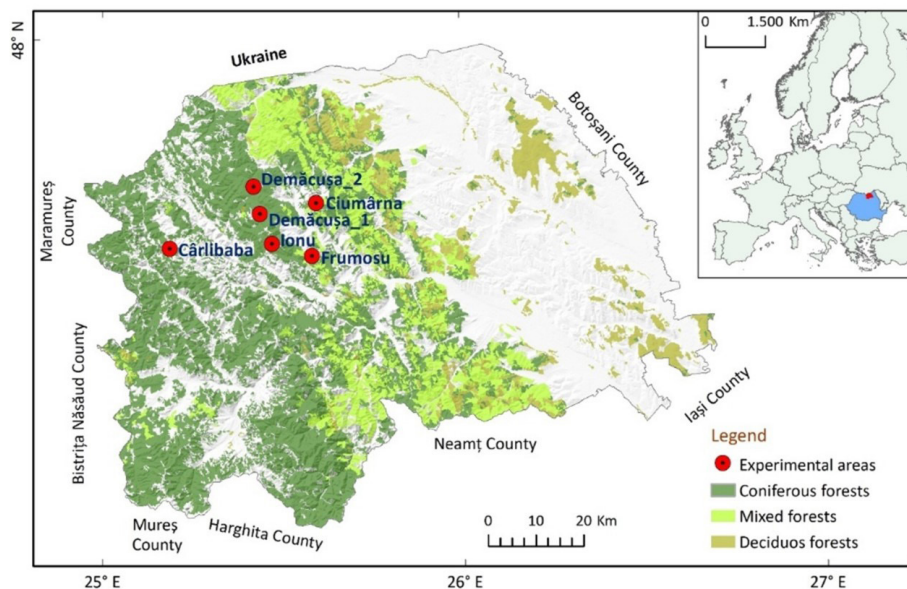 48° N
0 1.500 Km
Ukraine
Botoșani County
Demăcușa_2
Ciumârna
Demăcușa_1
Maramureș
County
Ionu
Cârlibaba
Frumosu
Bistrița Năsăud County
Iași County
Neamț County
Legend
Experimental areas
Coniferous forests
Mixed forests
Deciduos forests
Mureș
County
Harghita County
0 10 20 Km
25° E
26° E
27° E